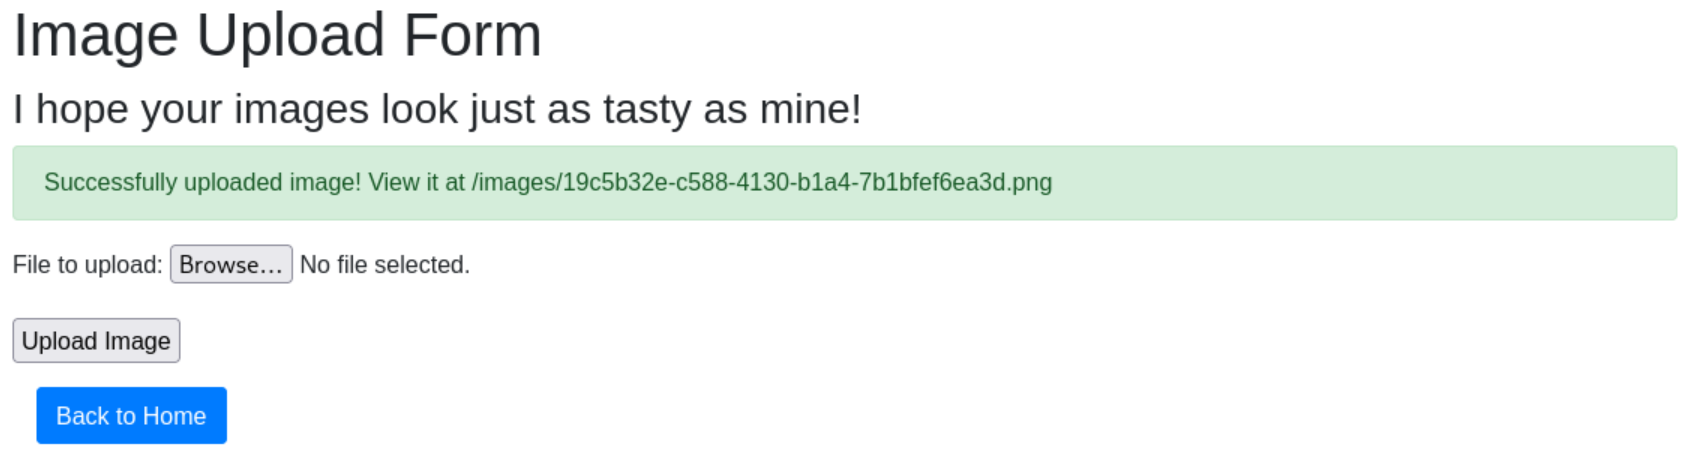 Image Upload Form
I hope your images look just as tasty as mine!
Successfully uploaded image! View it at /images/19c5b32e-c588-4130-b1a4-7b1bfef6ea3d.png
File to upload: Browse... No file selected.
Upload Image
Back to Home